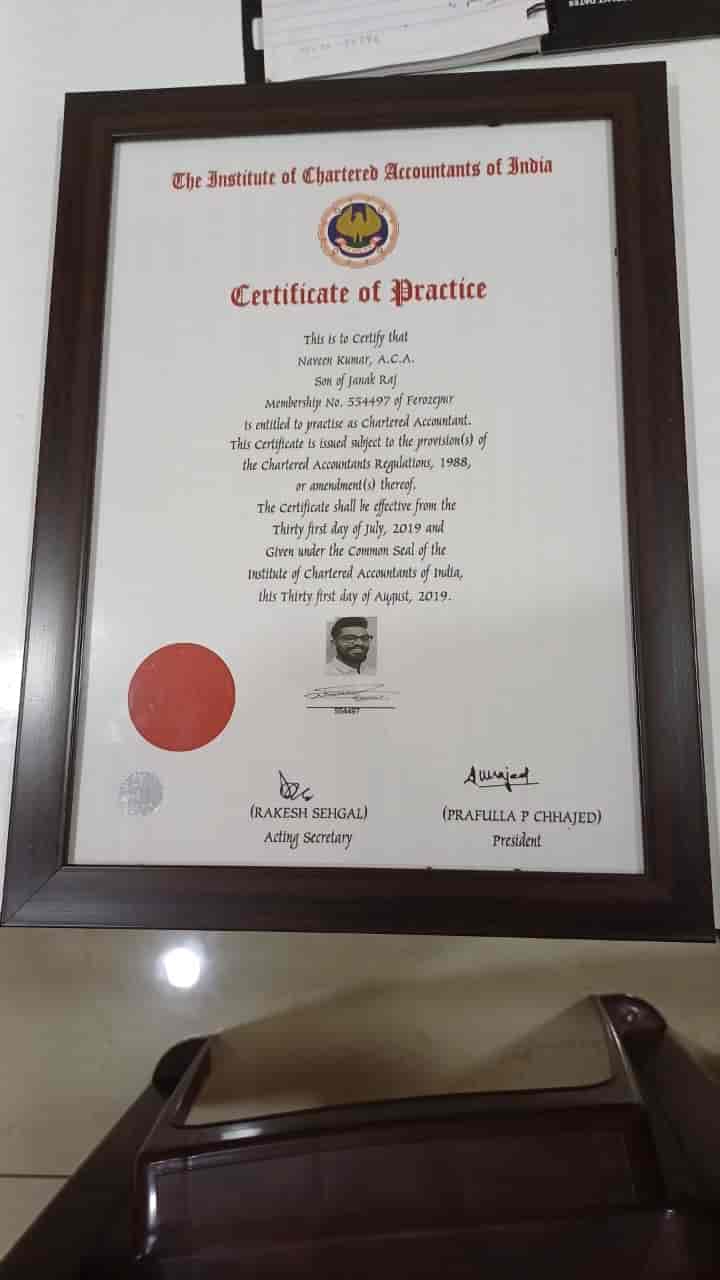 The Institute of Chartered Accountants of India
Certificate of Practice
This is to Certify that
Naveen Kumar, A.C.A.
Son of Janak Raj
Membership No. 554497 of Ferozepur
is entitled to practise as Chartered Accountant.
This Certificate is issued subject to the provision(s) of
the Chartered Accountants Regulations, 1988,
or amendment(s) thereof.
The Certificate shall be effective from the
Thirty first day of July, 2019 and
Given under the Common Seal of the
Institute of Chartered Accountants of India,
this Thirty first day of August, 2019.
554497
(RAKESH SEHGAL)
Acting Secretary
(PRAFULLA P CHHAJED)
President